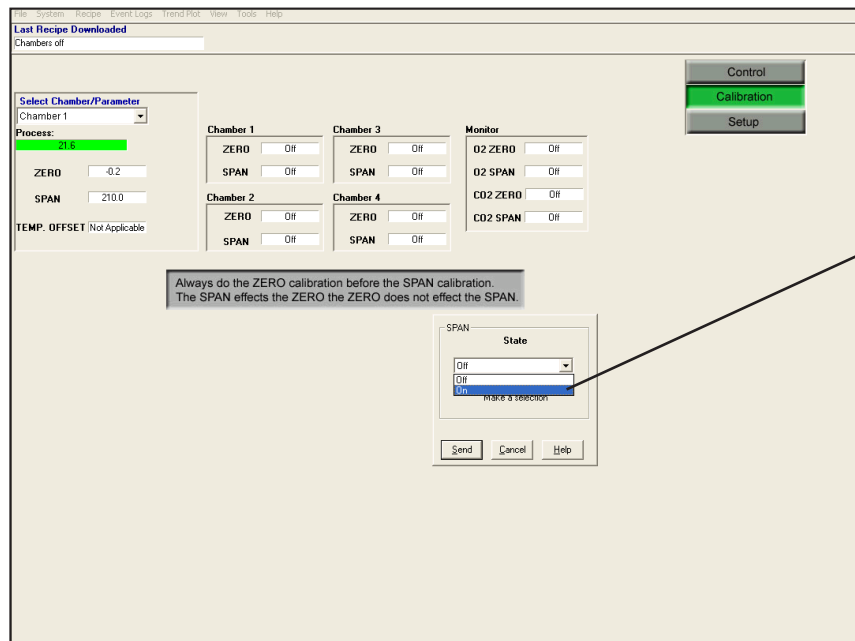 File System Recipe Event Logs Trend Plot View Tools Help
Last Recipe Downloaded
Chambers off
Control
Calibration
Setup
Select Chamber/Parameter
Chamber 1
Process:
21.6
ZERO -0.2
SPAN 210.0
TEMP. OFFSET Not Applicable
Chamber 1
ZERO Off
SPAN Off
Chamber 2
ZERO Off
SPAN Off
Chamber 3
ZERO Off
SPAN Off
Chamber 4
ZERO Off
SPAN Off
Monitor
O2 ZERO Off
O2 SPAN Off
CO2 ZERO Off
CO2 SPAN Off
Always do the ZERO calibration before the SPAN calibration.
The SPAN effects the ZERO the ZERO does not effect the SPAN.
SPAN
State
Off
Off
On
Make a selection
Send Cancel Help